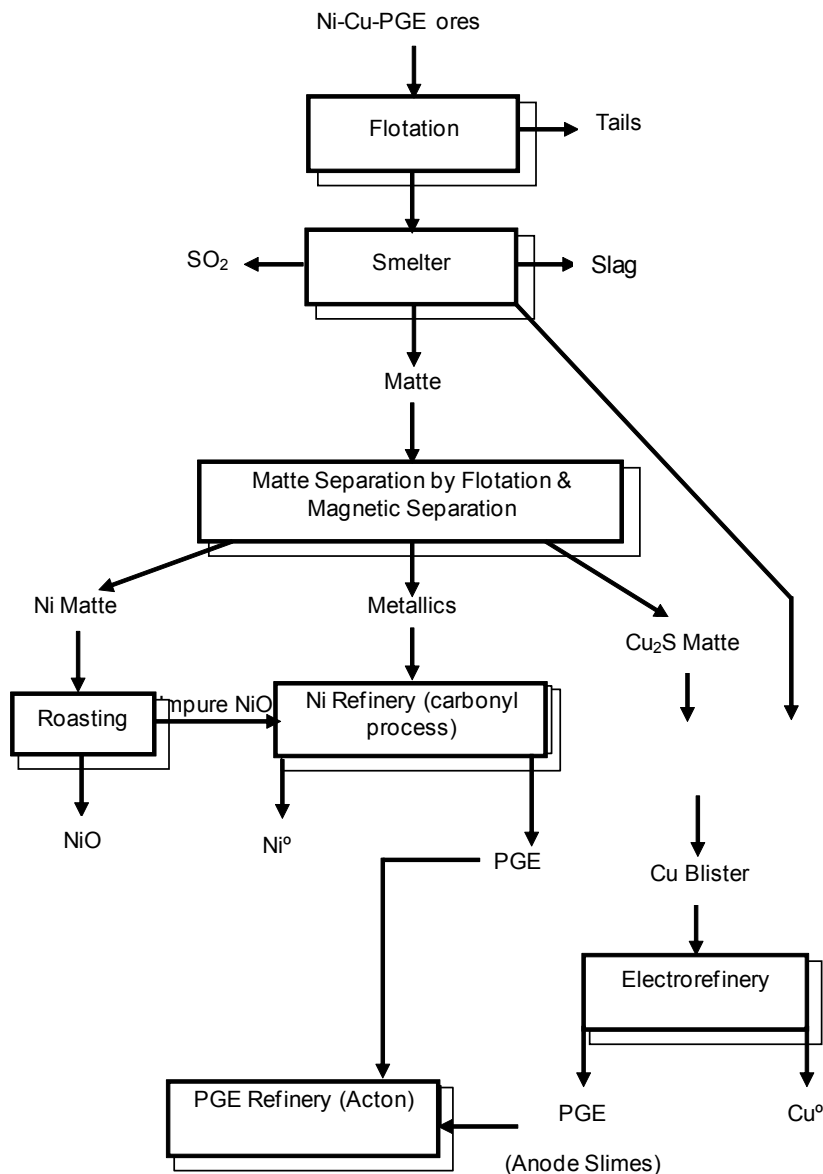 Ni-Cu-PGE ores
Flotation
Tails
SO₂
Smelter
Slag
Matte
Matte Separation by Flotation &
Magnetic Separation
Ni Matte
Metallics
Cu₂S Matte
Roasting
Impure NiO
Ni Refinery (carbonyl
process)
NiO
Niº
PGE
Cu Blister
Electrorefinery
PGE Refinery (Acton)
PGE
Cuº
(Anode Slimes)